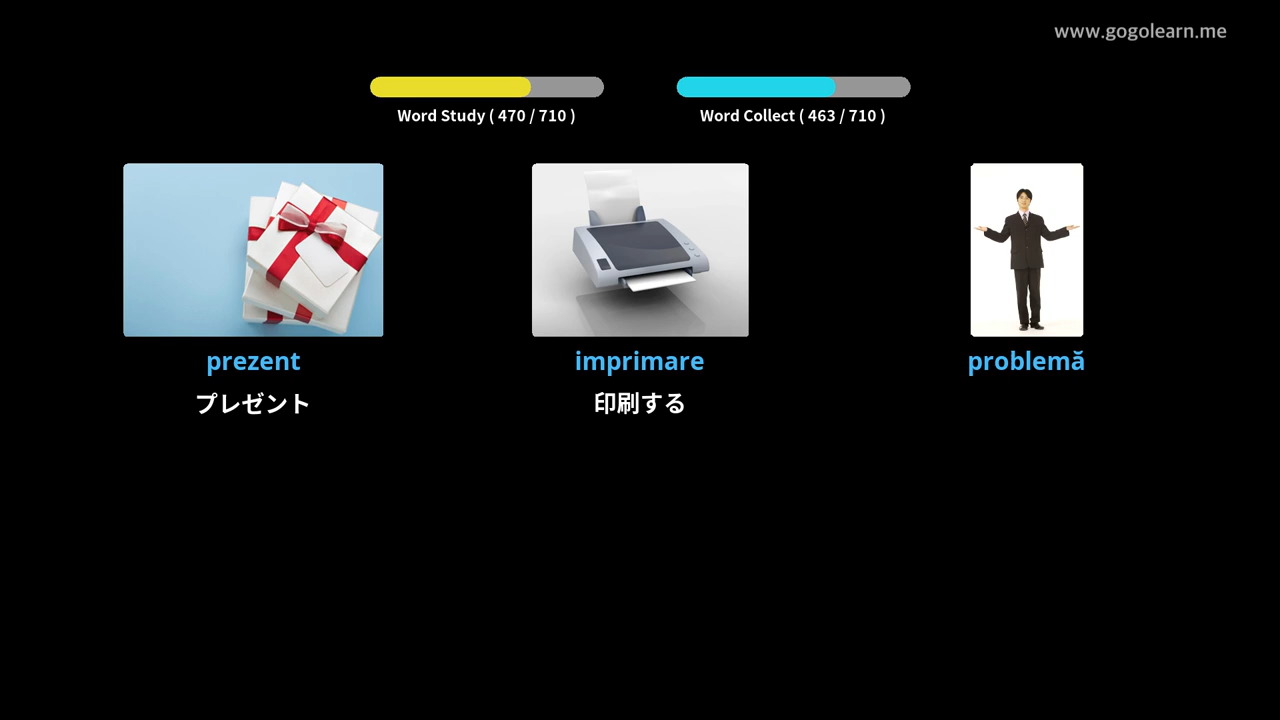 www.gogolearn.me
Word Study ( 470 / 710 )
Word Collect ( 463 / 710 )
prezent
imprimare
problemă
プレゼント
印刷する